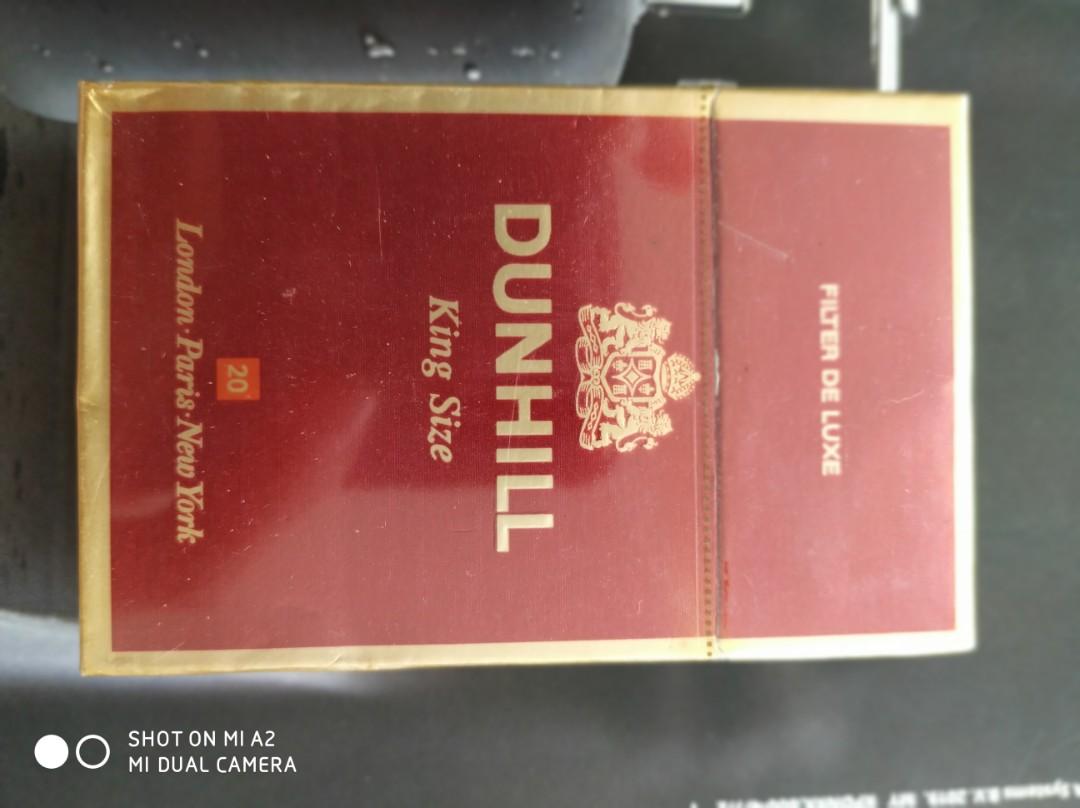 FILTER DE LUXE
DUNHILL
King Size
20
London·Paris·New York
SHOT ON MI A2
MI DUAL CAMERA